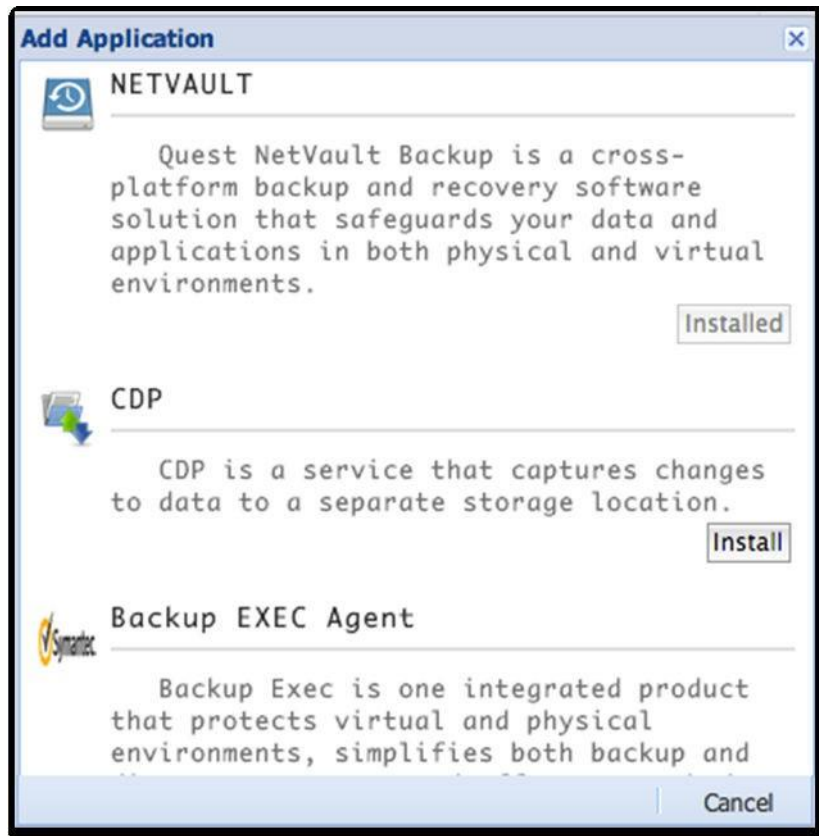 Add Application
NETVAULT
Quest NetVault Backup is a cross-
platform backup and recovery software
solution that safeguards your data and
applications in both physical and virtual
environments.
Installed
CDP
CDP is a service that captures changes
to data to a separate storage location.
Install
Symantec.
Backup EXEC Agent
Backup Exec is one integrated product
that protects virtual and physical
environments, simplifies both backup and
Cancel